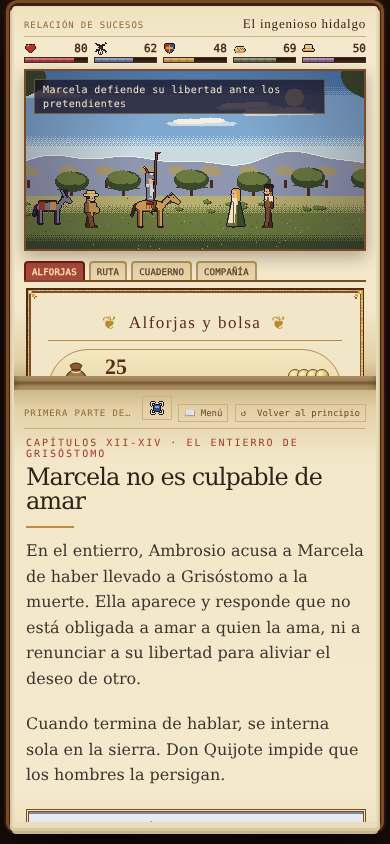 RELACIÓN DE SUCESOS
El ingenioso hidalgo
80 62 48 69 50
Marcela defiende su libertad ante los
pretendientes
ALFORJAS RUTA CUADERNO COMPAÑÍA
Alforjas y bolsa
25
PRIMERA PARTE DE…
Menú
Volver al principio
CAPÍTULOS XII-XIV · EL ENTIERRO DE
GRISÓSTOMO
Marcela no es culpable de
amar
En el entierro, Ambrosio acusa a Marcela
de haber llevado a Grisóstomo a la
muerte. Ella aparece y responde que no
está obligada a amar a quien la ama, ni a
renunciar a su libertad para aliviar el
deseo de otro.
Cuando termina de hablar, se interna
sola en la sierra. Don Quijote impide que
los hombres la persigan.